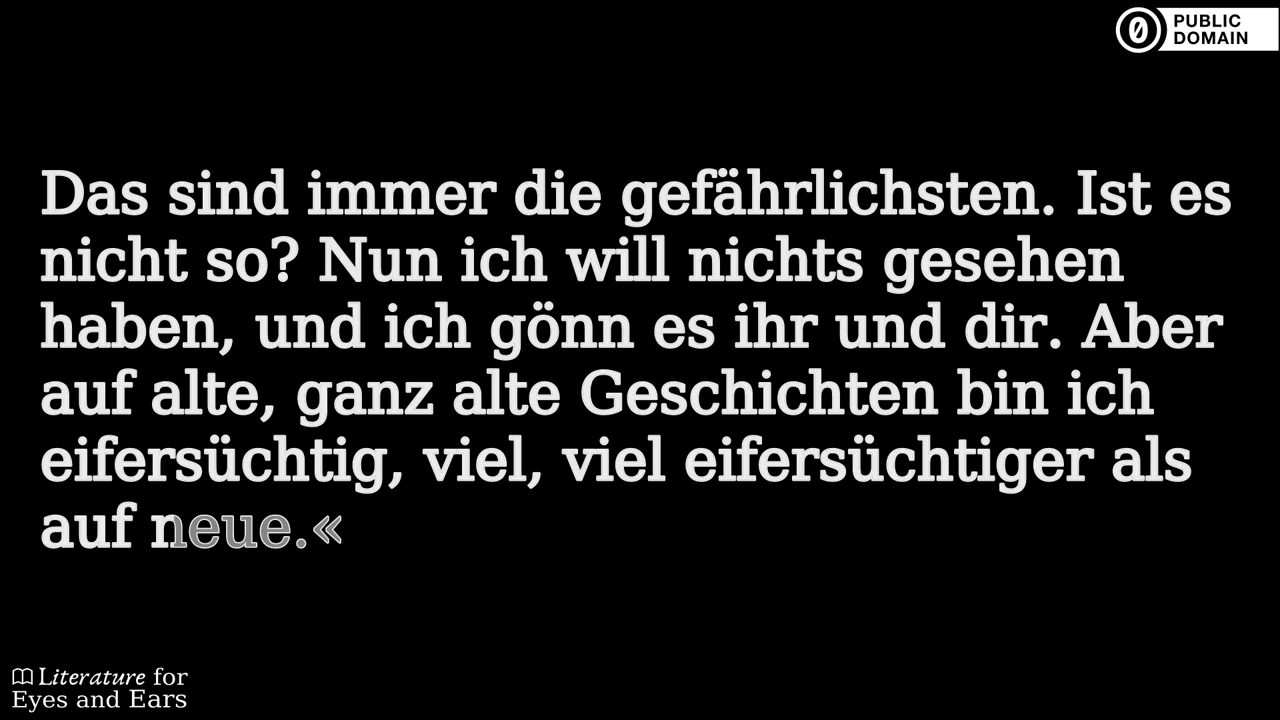 PUBLIC
DOMAIN
Das sind immer die gefährlichsten. Ist es
nicht so? Nun ich will nichts gesehen
haben, und ich gönn es ihr und dir. Aber
auf alte, ganz alte Geschichten bin ich
eifersüchtig, viel, viel eifersüchtiger als
auf neue.«
Literature for
Eyes and Ears